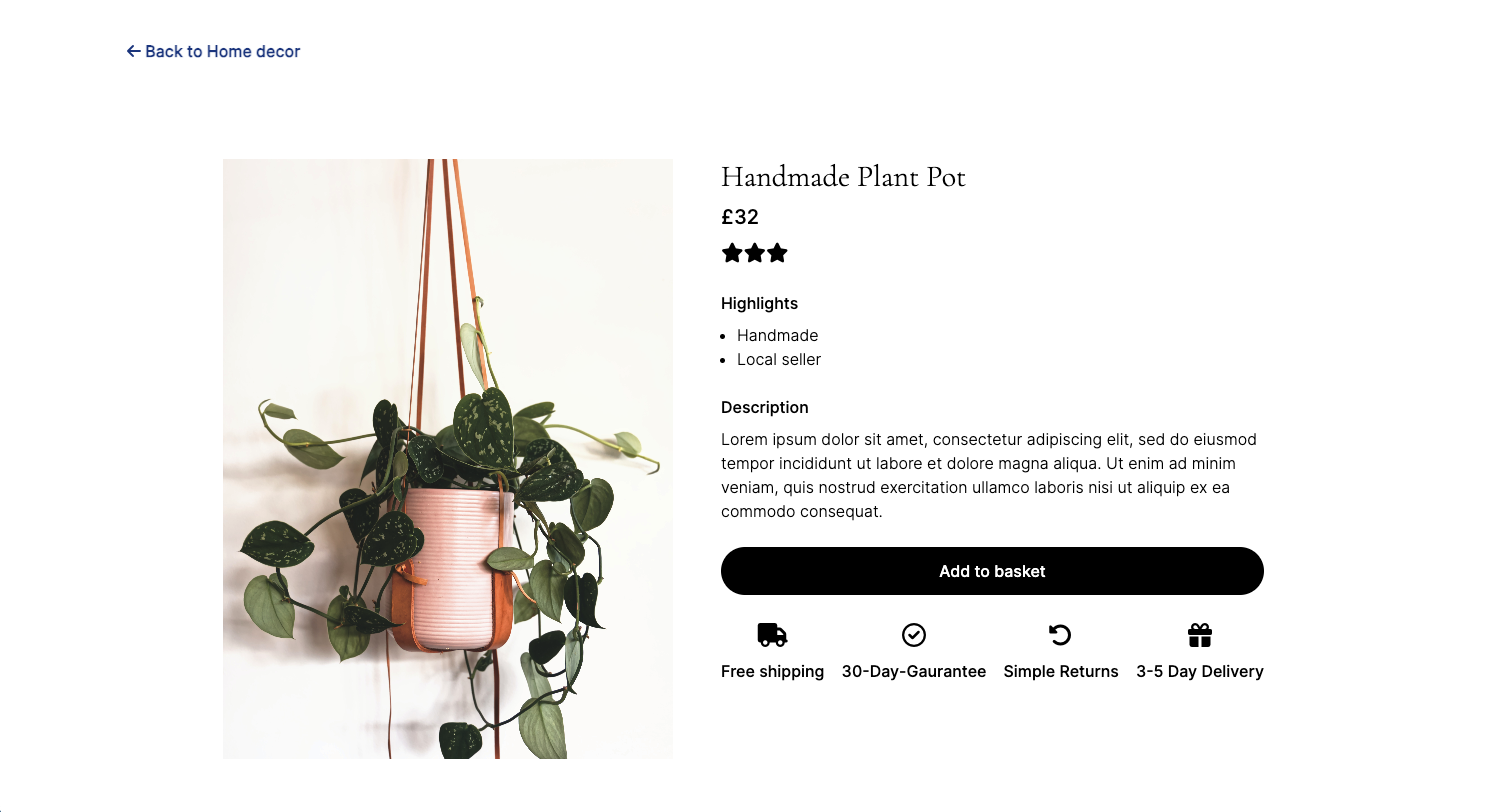 Back to Home decor
Handmade Plant Pot
£32
Highlights
Handmade
Local seller
Description
Lorem ipsum dolor sit amet, consectetur adipiscing elit, sed do eiusmod
tempor incididunt ut labore et dolore magna aliqua. Ut enim ad minim
veniam, quis nostrud exercitation ullamco laboris nisi ut aliquip ex ea
commodo consequat.
Add to basket
Free shipping
30-Day-Gaurantee
Simple Returns
3-5 Day Delivery